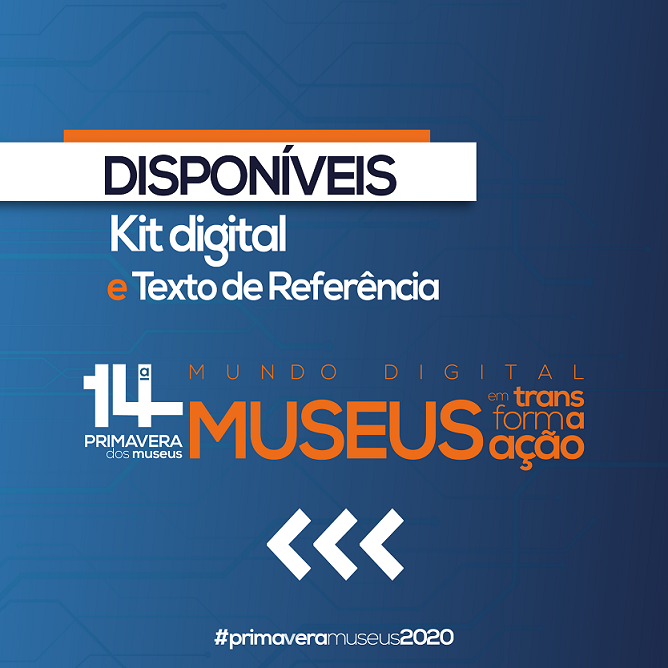 DISPONÍVEIS
Kit digital
e Texto de Referência
14ª
PRIMAVERA
dos museus
MUNDO DIGITAL
MUSEUS
em trans
forma
ação
#primaveramuseus2020